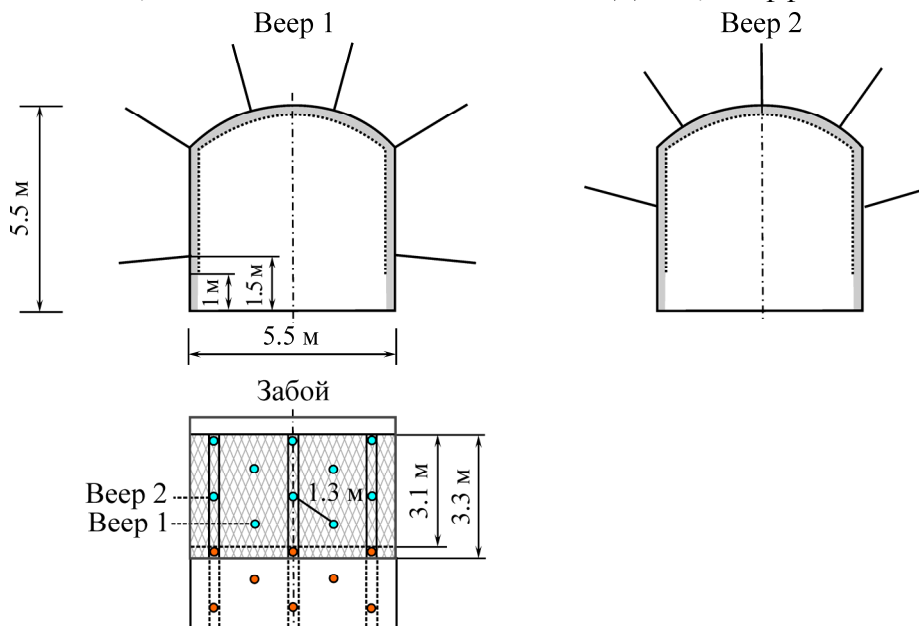 Веер 1
Веер 2
5.5 м
1 м
1.5 м
5.5 м
Забой
Веер 2
Веер 1
1.3 м
3.1 м
3.3 м